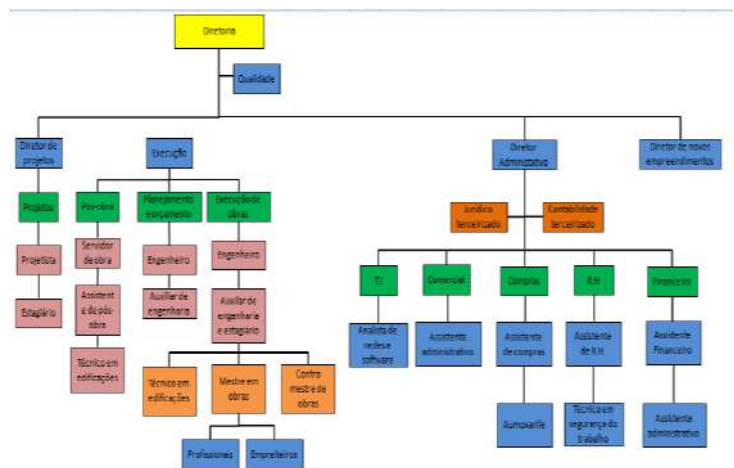 Diretoria
Qualidade
Diretor de
projetos
Execução
Diretor
Administativo
Diretor de novos
empreendimentos
Projetos
Pós-obra
Planejamento
e orçamento
Execução de
obras
Jurídico
terceirizado
Contabilidade
terceirizado
Projetista
Servidor
de obra
Engenheiro
Engenheiro
T.I
Comercial
Compras
R.H
Financeiro
Estagiário
Assistent
e do pós-
obra
Auxiliar de
engenharia
Auxiliar de
engenharia
e estagiário
Analista de
redes e
software
Assistente
administrativo
Assistente
de compras
Assistente
de R.H
Assistente
Financeiro
Técnico em
edificações
Técnico em
edificações
Mestre em
obras
Contra
mestre de
obras
Aumoxarife
Técnico em
segurança do
trabalho
Assistente
administrativo
Profissionais
Empreiteiros